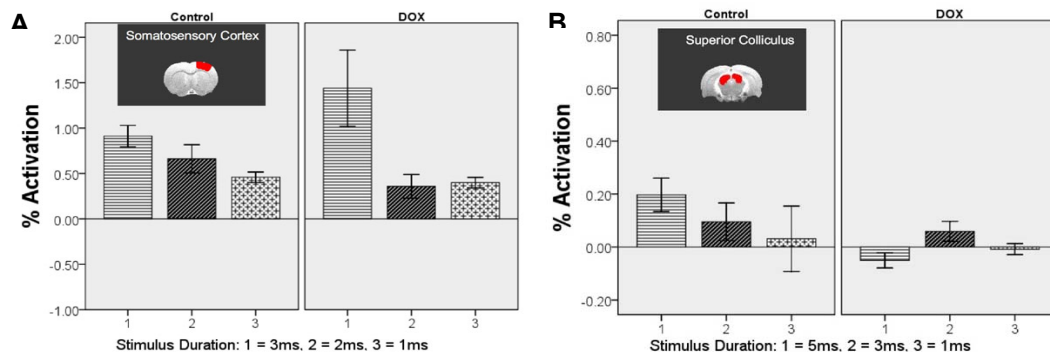 A
Control
DOX
2.00
1.50
1.00
0.50
0.00
-0.50
-1.00
% Activation
Somatosensory Cortex
1 2 3
1 2 3
Stimulus Duration: 1 = 3ms, 2 = 2ms, 3 = 1ms
B
Control
DOX
0.80
0.60
0.40
0.20
0.00
-0.20
% Activation
Superior Colliculus
1 2 3
1 2 3
Stimulus Duration: 1 = 5ms, 2 = 3ms, 3 = 1ms